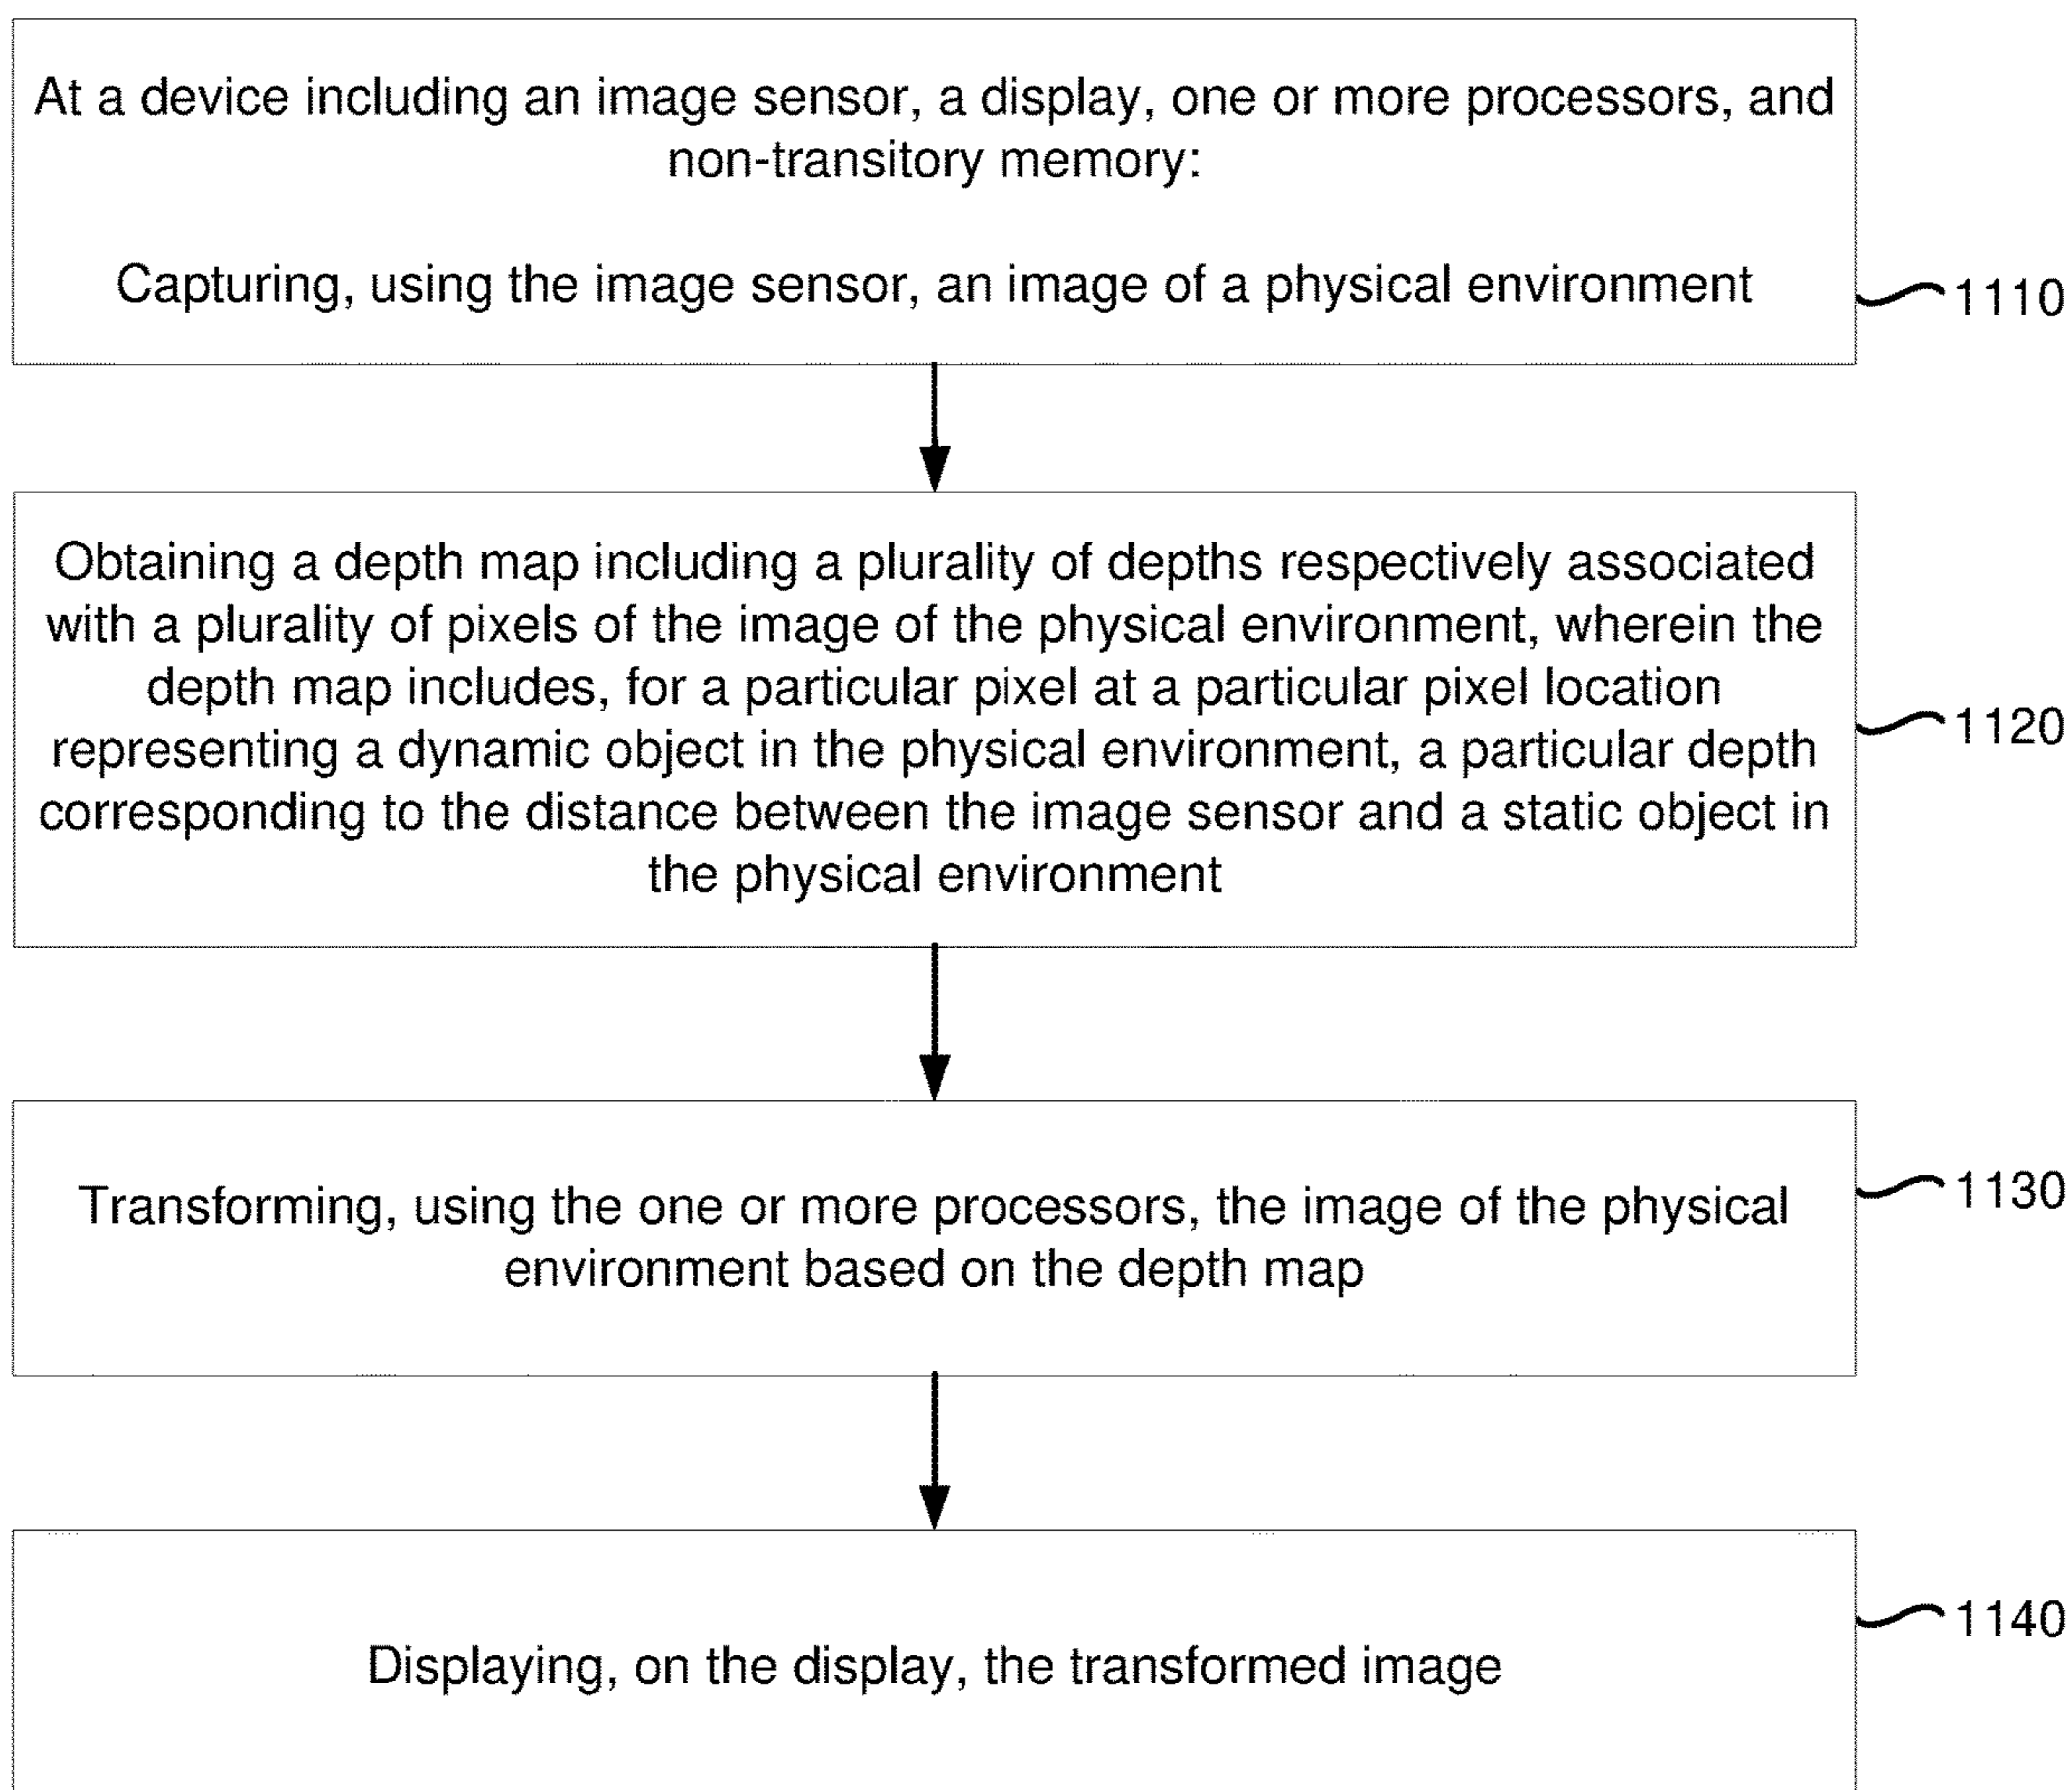 At a device including an image sensor, a display, one or more processors, and
non-transitory memory:
Capturing, using the image sensor, an image of a physical environment
1110
Obtaining a depth map including a plurality of depths respectively associated
with a plurality of pixels of the image of the physical environment, wherein the
depth map includes, for a particular pixel at a particular pixel location
representing a dynamic object in the physical environment, a particular depth
corresponding to the distance between the image sensor and a static object in
the physical environment
1120
Transforming, using the one or more processors, the image of the physical
environment based on the depth map
1130
Displaying, on the display, the transformed image
1140